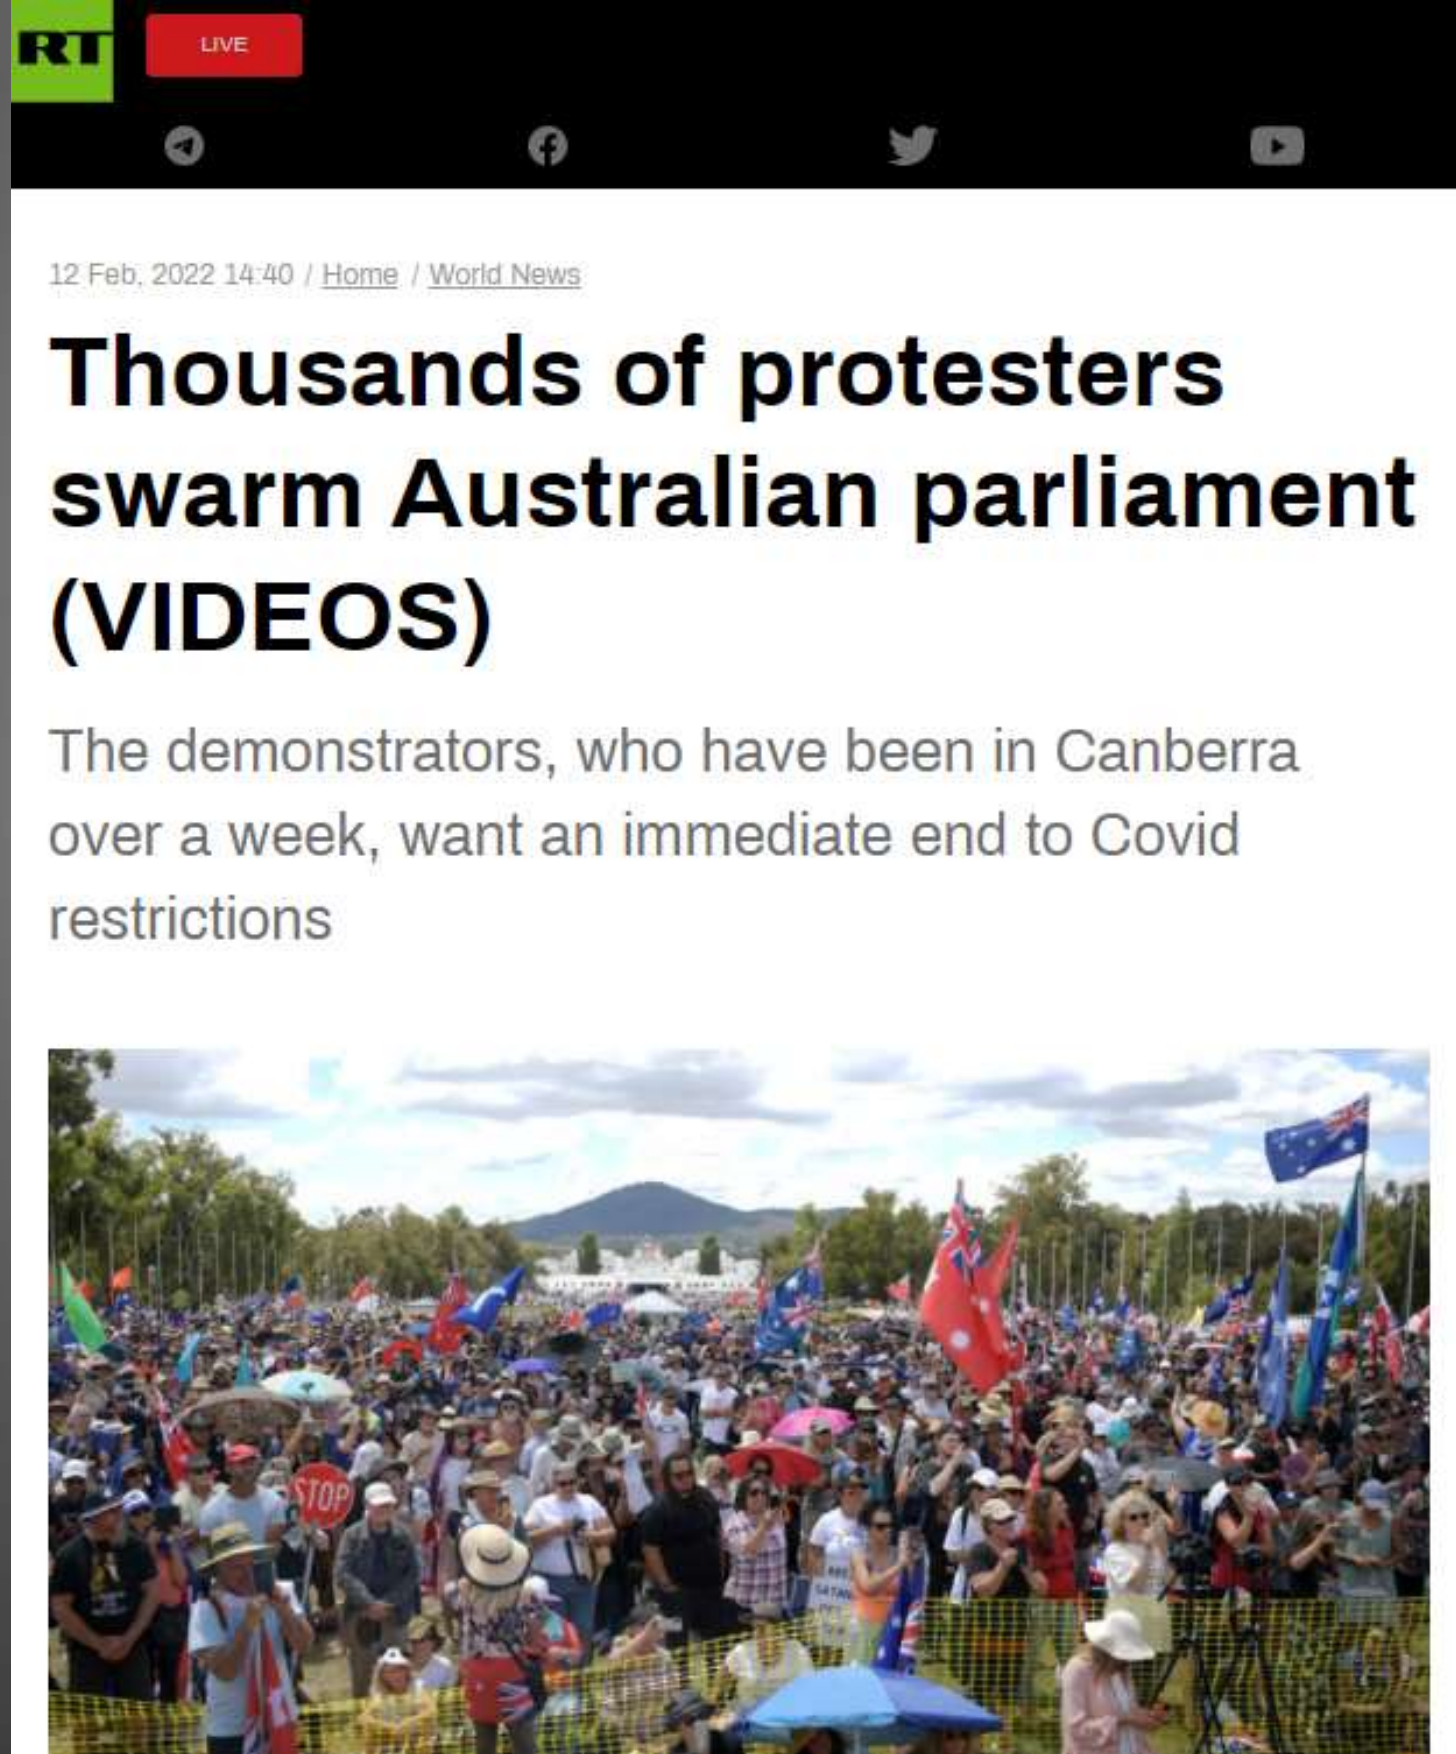 RT
LIVE
12 Feb, 2022 14:40 / Home / World News
Thousands of protesters
swarm Australian parliament
(VIDEOS)
The demonstrators, who have been in Canberra
over a week, want an immediate end to Covid
restrictions
STOP